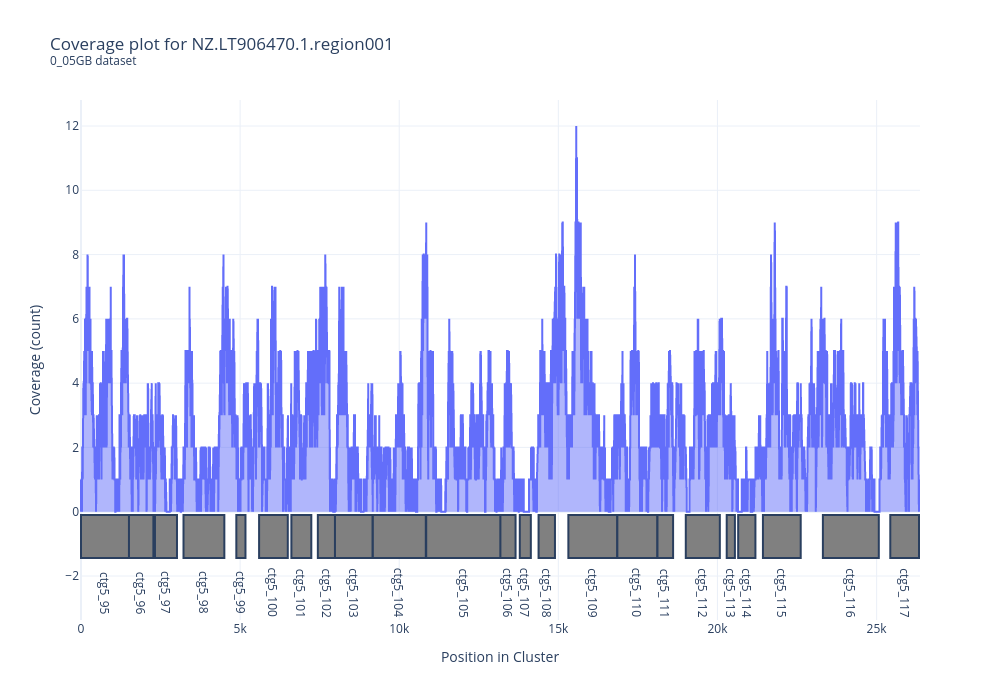 Coverage plot for NZ.LT906470.1.region001
0_05GB dataset
12
10
8
6
4
2
0
−2
Coverage (count)
ctg5_95
ctg5_96
ctg5_97
ctg5_98
ctg5_99
ctg5_100
ctg5_101
ctg5_102
ctg5_103
ctg5_104
ctg5_105
ctg5_106
ctg5_107
ctg5_108
ctg5_109
ctg5_110
ctg5_111
ctg5_112
ctg5_113
ctg5_114
ctg5_115
ctg5_116
ctg5_117
0 5k 10k 15k 20k 25k
Position in Cluster